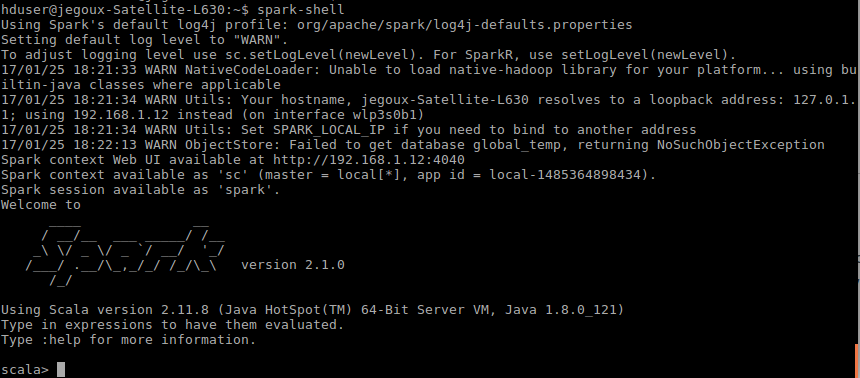 hduser@jegoux-Satellite-L630:~$ spark-shell
Using Spark's default log4j profile: org/apache/spark/log4j-defaults.properties
Setting default log level to "WARN".
To adjust logging level use sc.setLogLevel(newLevel). For SparkR, use setLogLevel(newLevel).
17/01/25 18:21:33 WARN NativeCodeLoader: Unable to load native-hadoop library for your platform... using bu
iltin-java classes where applicable
17/01/25 18:21:34 WARN Utils: Your hostname, jegoux-Satellite-L630 resolves to a loopback address: 127.0.1.
1; using 192.168.1.12 instead (on interface wlp3s0b1)
17/01/25 18:21:34 WARN Utils: Set SPARK_LOCAL_IP if you need to bind to another address
17/01/25 18:22:13 WARN ObjectStore: Failed to get database global_temp, returning NoSuchObjectException
Spark context Web UI available at http://192.168.1.12:4040
Spark context available as 'sc' (master = local[*], app id = local-1485364898434).
Spark session available as 'spark'.
Welcome to
      ____              __
     / __/__  ___ _____/ /__
    _\ \/ _ \/ _ `/ __/  '_/
   /___/ .__/\_,_/_/ /_/\_\   version 2.1.0
      /_/
Using Scala version 2.11.8 (Java HotSpot(TM) 64-Bit Server VM, Java 1.8.0_121)
Type in expressions to have them evaluated.
Type :help for more information.
scala>